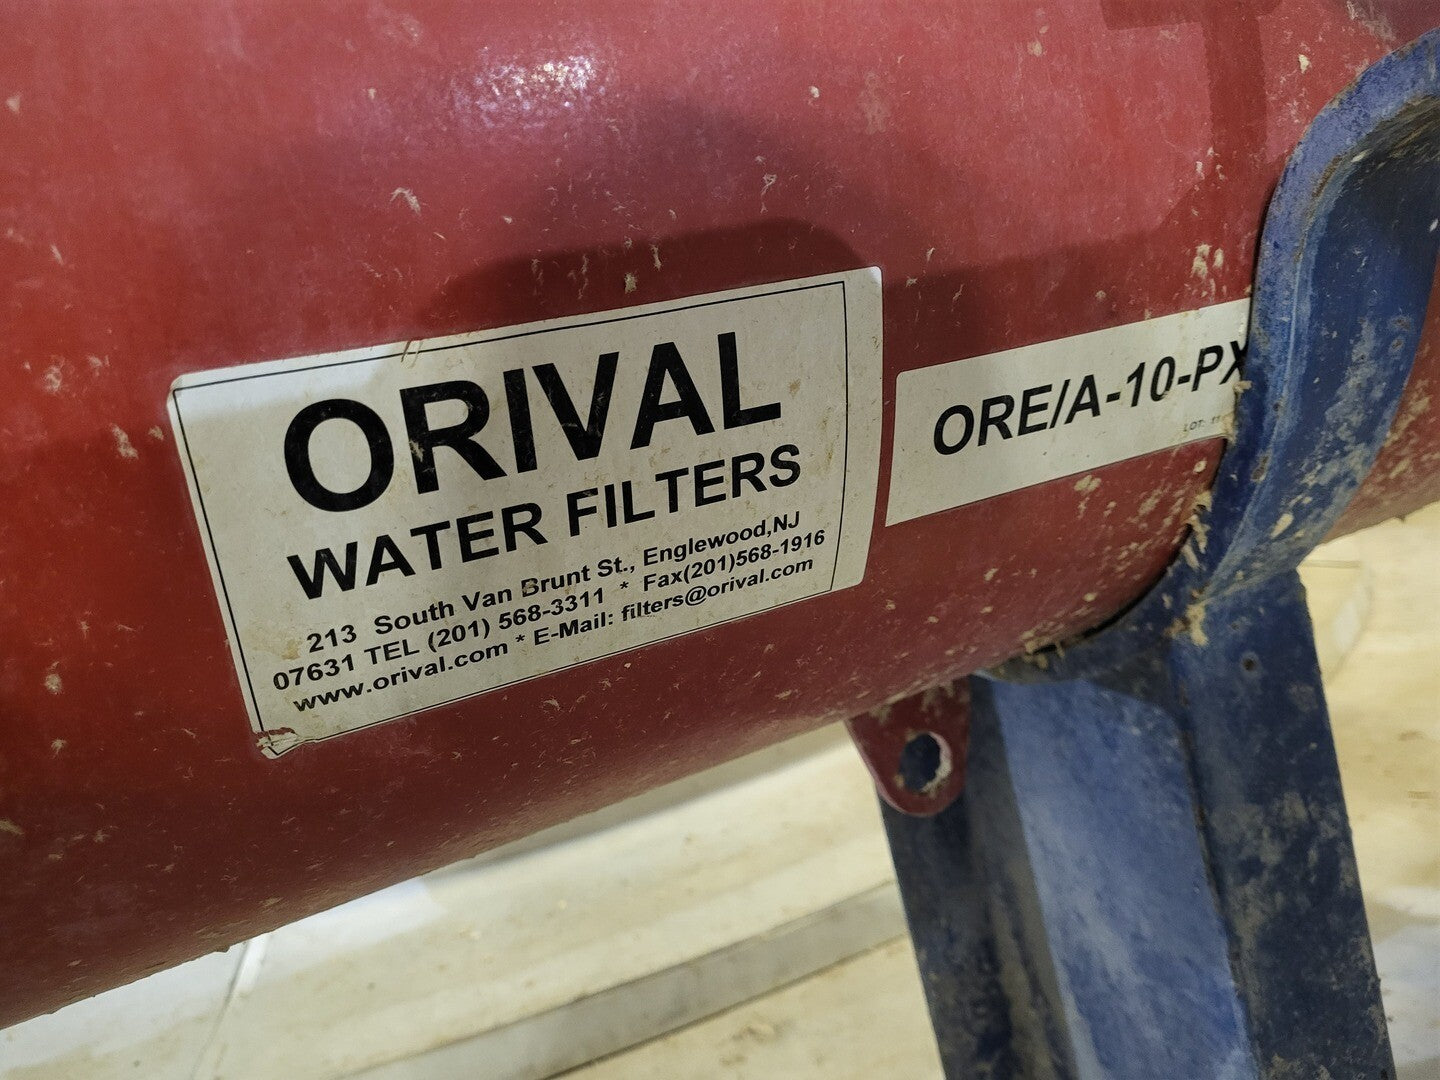 ORIVAL
WATER FILTERS
213 South Van Brunt St., Englewood,NJ
07631 TEL (201) 568-3311 * Fax(201)568-1916
www.orival.com * E-Mail: filters@orival.com
ORE/A-10-PX
LOT: